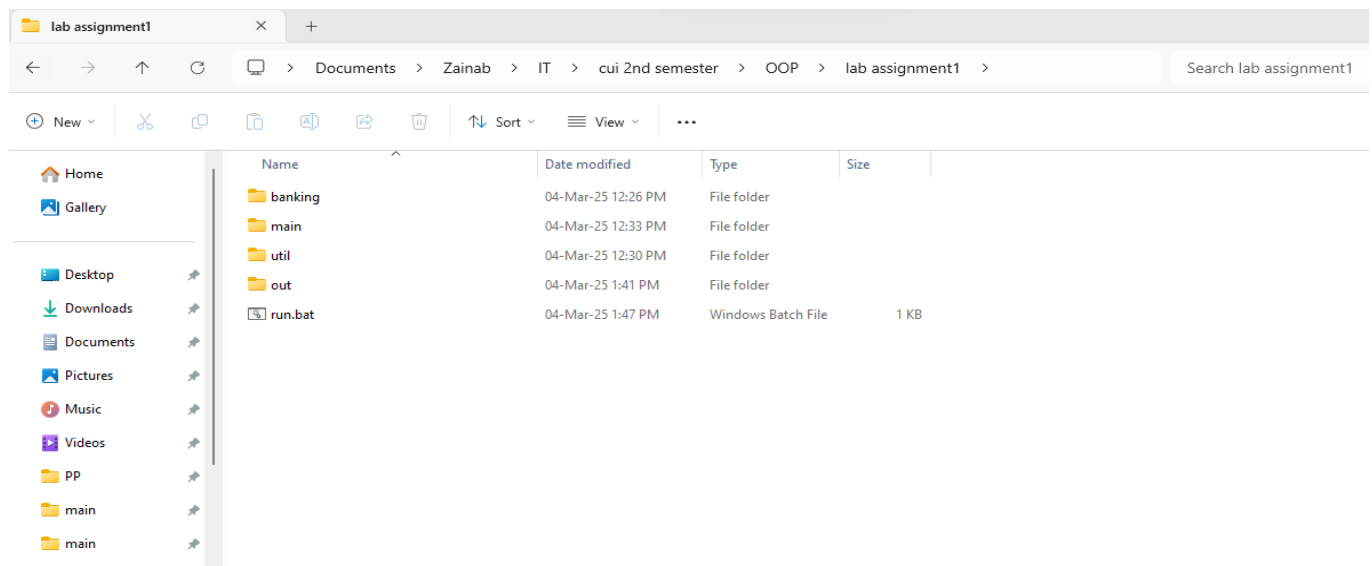 lab assignment1
Documents > Zainab > IT > cui 2nd semester > OOP > lab assignment1 > Search lab assignment1
New Sort View ...
Name Date modified Type Size
Home
Gallery
Desktop
Downloads
Documents
Pictures
Music
Videos
PP
main
main
banking 04-Mar-25 12:26 PM File folder
main 04-Mar-25 12:33 PM File folder
util 04-Mar-25 12:30 PM File folder
out 04-Mar-25 1:41 PM File folder
run.bat 04-Mar-25 1:47 PM Windows Batch File 1 KB